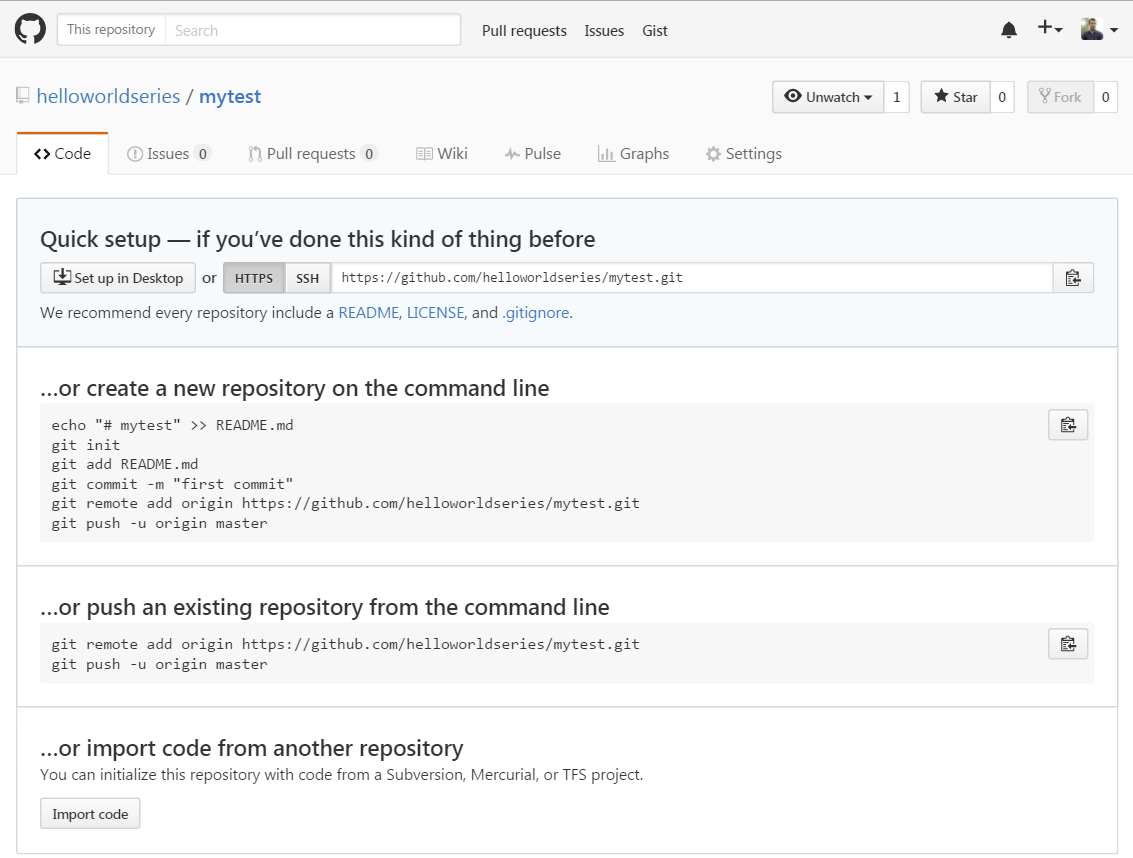 This repository Search Pull requests Issues Gist
helloworldseries / mytest Unwatch 1 Star 0 Fork 0
Code Issues 0 Pull requests 0 Wiki Pulse Graphs Settings
Quick setup — if you’ve done this kind of thing before
Set up in Desktop or HTTPS SSH https://github.com/helloworldseries/mytest.git
We recommend every repository include a README, LICENSE, and .gitignore.
…or create a new repository on the command line
echo "# mytest" >> README.md
git init
git add README.md
git commit -m "first commit"
git remote add origin https://github.com/helloworldseries/mytest.git
git push -u origin master
…or push an existing repository from the command line
git remote add origin https://github.com/helloworldseries/mytest.git
git push -u origin master
…or import code from another repository
You can initialize this repository with code from a Subversion, Mercurial, or TFS project.
Import code